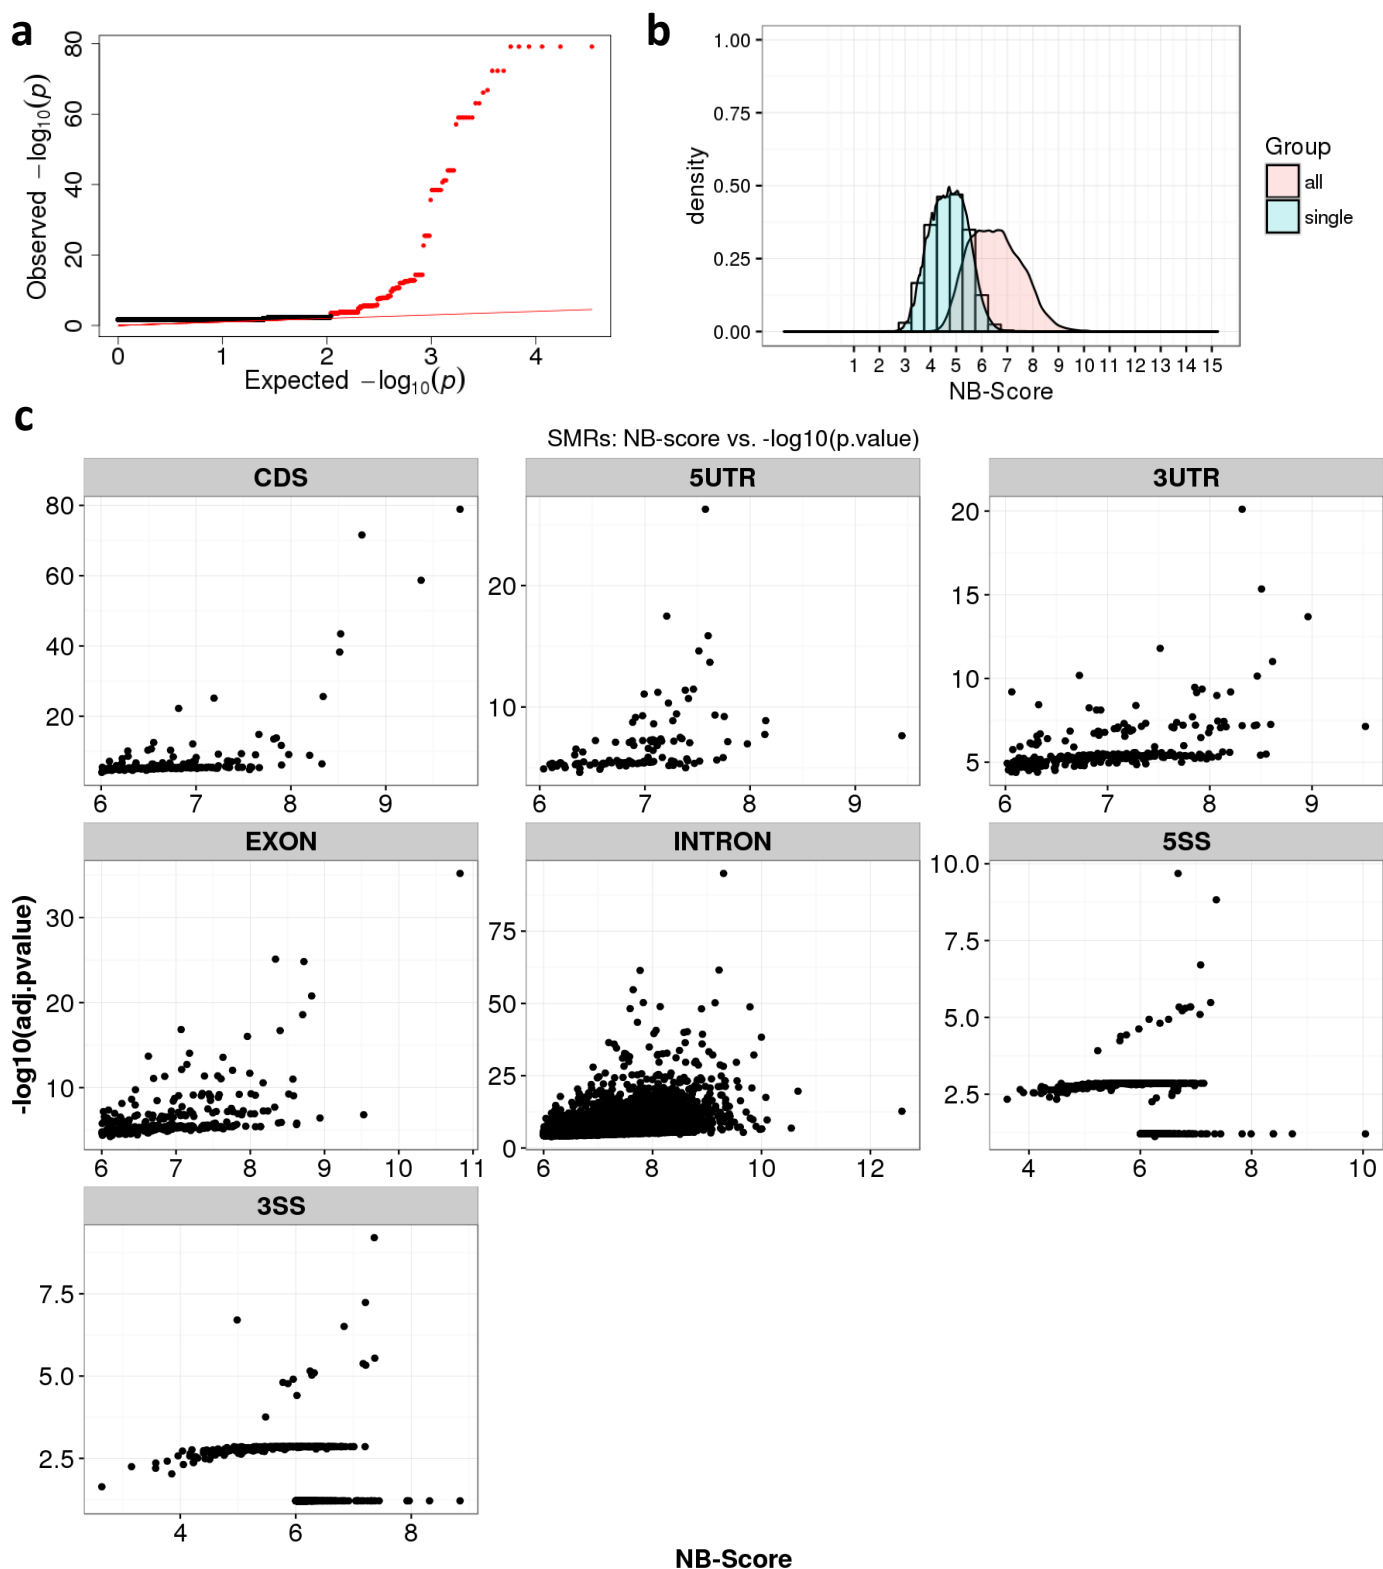 a
80
60
40
20
0
Observed −log10(p)
0 1 2 3 4
Expected −log10(p)
b
1.00
0.75
0.50
0.25
0.00
density
1 2 3 4 5 6 7 8 9 10 11 12 13 14 15
NB-Score
Group
all
single
c
SMRs: NB-score vs. -log10(p.value)
CDS
80
60
40
20
6 7 8 9
5UTR
20
10
6 7 8 9
3UTR
20
15
10
5
6 7 8 9
-log10(adj.pvalue)
EXON
30
20
10
6 7 8 9 10 11
INTRON
75
50
25
0
6 8 10 12
5SS
10.0
7.5
5.0
2.5
4 6 8 10
3SS
7.5
5.0
2.5
4 6 8
NB-Score